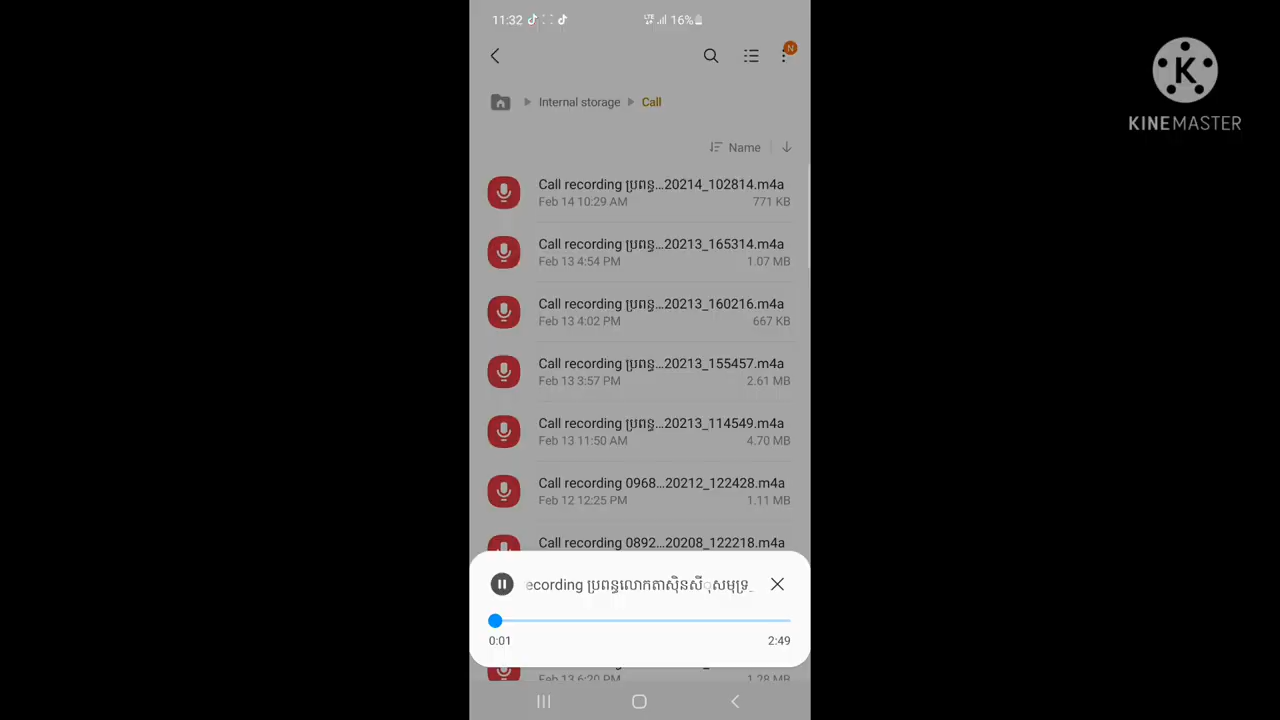 11:32
16%
N
Internal storage
Call
Name
Call recording ប្រពន្ធ...20214_102814.m4a
Feb 14 10:29 AM
771 KB
Call recording ប្រពន្ធ...20213_165314.m4a
Feb 13 4:54 PM
1.07 MB
Call recording ប្រពន្ធ...20213_160216.m4a
Feb 13 4:02 PM
667 KB
Call recording ប្រពន្ធ...20213_155457.m4a
Feb 13 3:57 PM
2.61 MB
Call recording ប្រពន្ធ...20213_114549.m4a
Feb 13 11:50 AM
4.70 MB
Call recording 0968...20212_122428.m4a
Feb 12 12:25 PM
1.11 MB
Call recording 0892...20208_122218.m4a
ecording ប្រពន្ធលោកតាស៊ិនសីុសមុទ្រ_
0:01
2:49
Feb 13 6:20 PM
1.28 MB
K
KINEMASTER